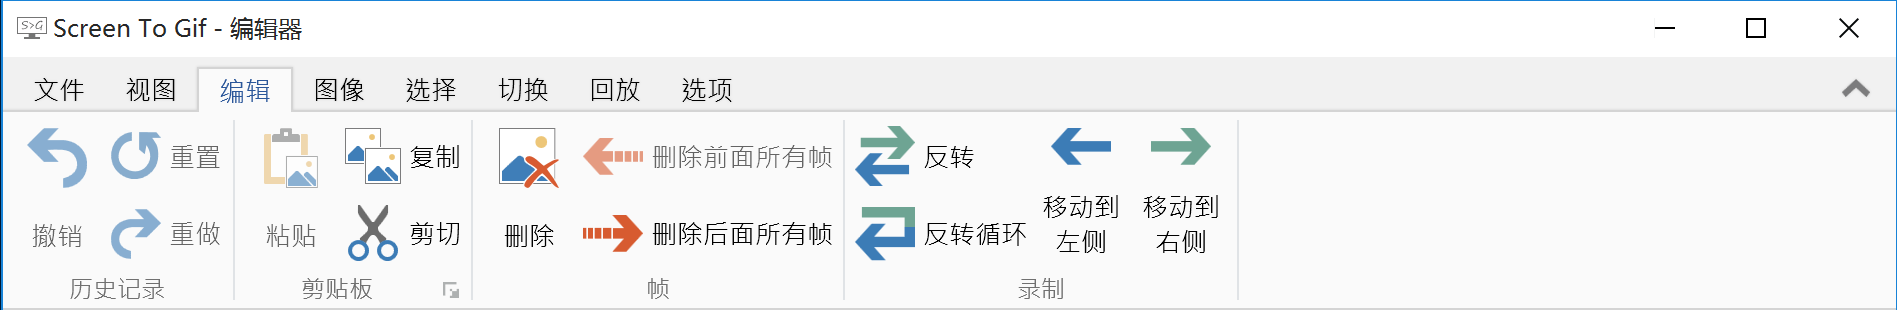 S>G Screen To Gif - 编辑器
文件 视图 编辑 图像 选择 切换 回放 选项
撤销 重置 重做
历史记录
粘贴 复制 剪切
剪贴板
删除 删除前面所有帧 删除后面所有帧
帧
反转 反转循环 移动到
左侧 移动到
右侧
录制